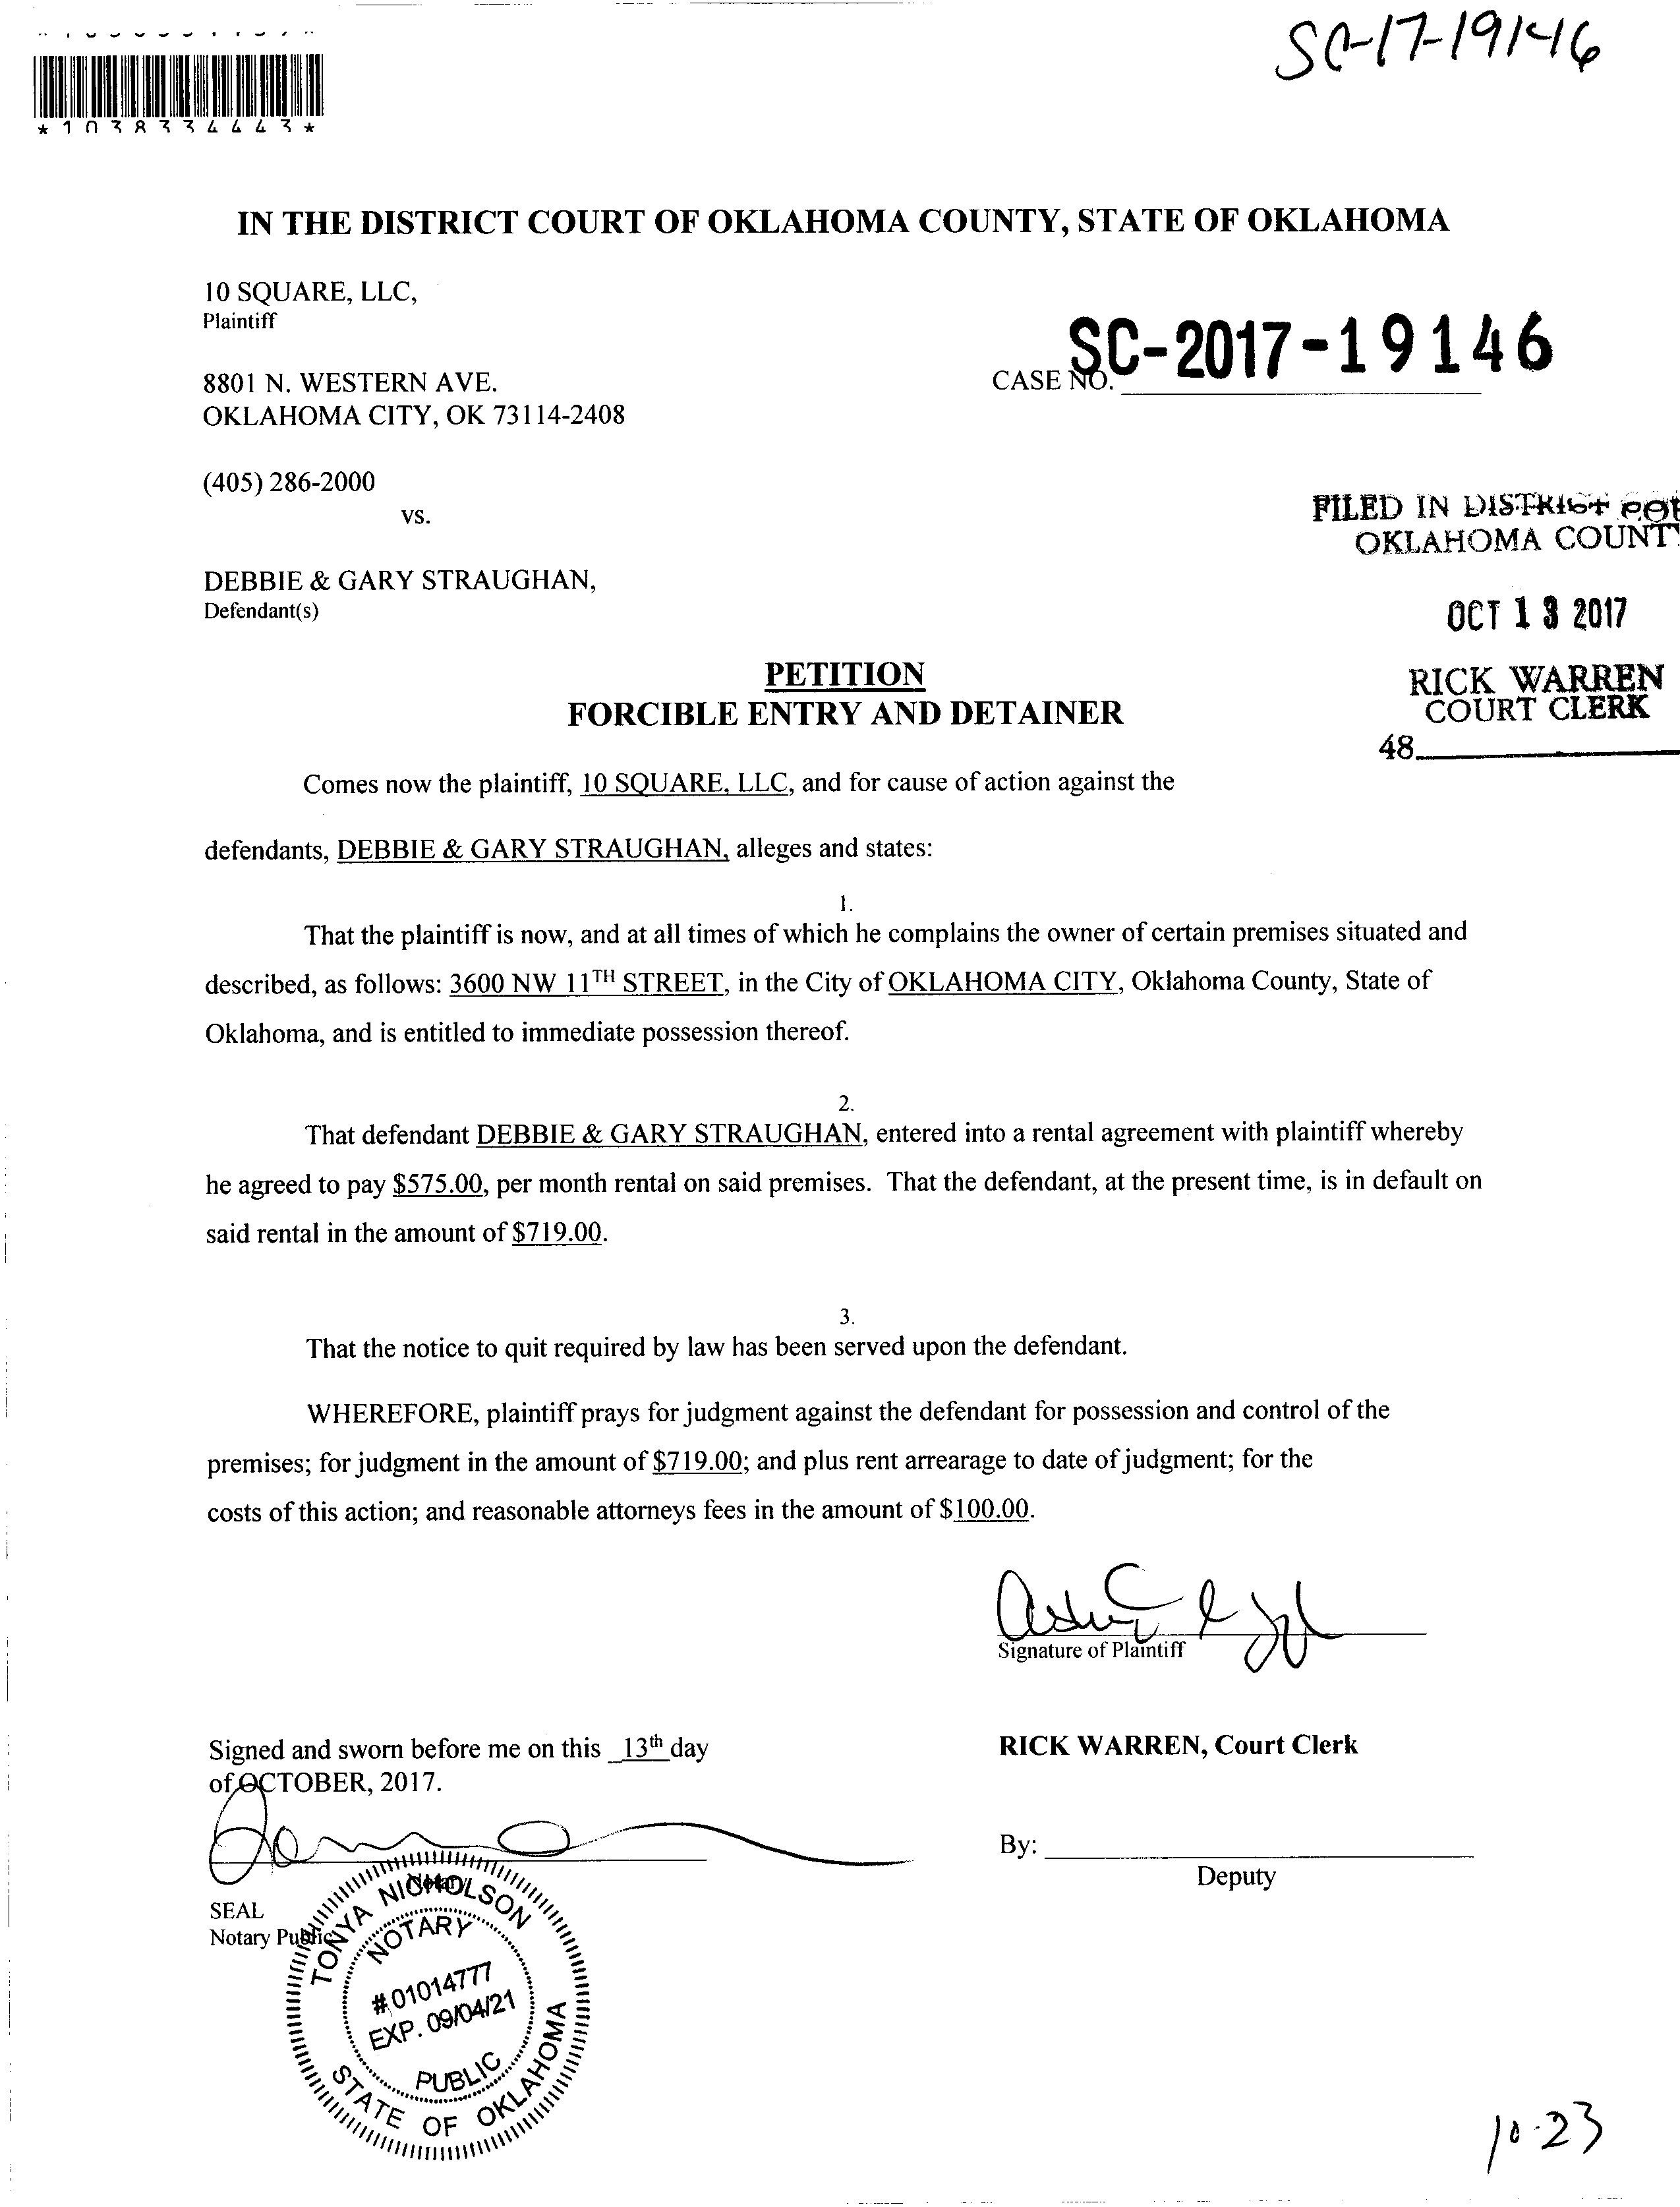 SC-17-19146
*1038334443*
IN THE DISTRICT COURT OF OKLAHOMA COUNTY, STATE OF OKLAHOMA
10 SQUARE, LLC,
Plaintiff
SC-2017-19146
CASE NO.
8801 N. WESTERN AVE.
OKLAHOMA CITY, OK 73114-2408
(405) 286-2000
vs.
FILED IN DISTRICT
OKLAHOMA COUNTY
DEBBIE & GARY STRAUGHAN,
Defendant(s)
OCT 13 2017
RICK WARREN
COURT CLERK
48
PETITION
FORCIBLE ENTRY AND DETAINER
Comes now the plaintiff, 10 SQUARE, LLC, and for cause of action against the
defendants, DEBBIE & GARY STRAUGHAN, alleges and states:
1.
That the plaintiff is now, and at all times of which he complains the owner of certain premises situated and
described, as follows: 3600 NW 11TH STREET, in the City of OKLAHOMA CITY, Oklahoma County, State of
Oklahoma, and is entitled to immediate possession thereof.
2.
That defendant DEBBIE & GARY STRAUGHAN, entered into a rental agreement with plaintiff whereby
he agreed to pay $575.00, per month rental on said premises. That the defendant, at the present time, is in default on
said rental in the amount of $719.00.
3.
That the notice to quit required by law has been served upon the defendant.
WHEREFORE, plaintiff prays for judgment against the defendant for possession and control of the
premises; for judgment in the amount of $719.00; and plus rent arrearage to date of judgment; for the
costs of this action; and reasonable attorneys fees in the amount of $100.00.
Signature of Plaintiff
Signed and sworn before me on this 13th day
of OCTOBER, 2017.
RICK WARREN, Court Clerk
By:
Deputy
Notary
SEAL
Notary Public
TONYA NICHOLSON
NOTARY
#01014777
EXP. 09/04/21
PUBLIC
STATE OF OKLAHOMA
10-23